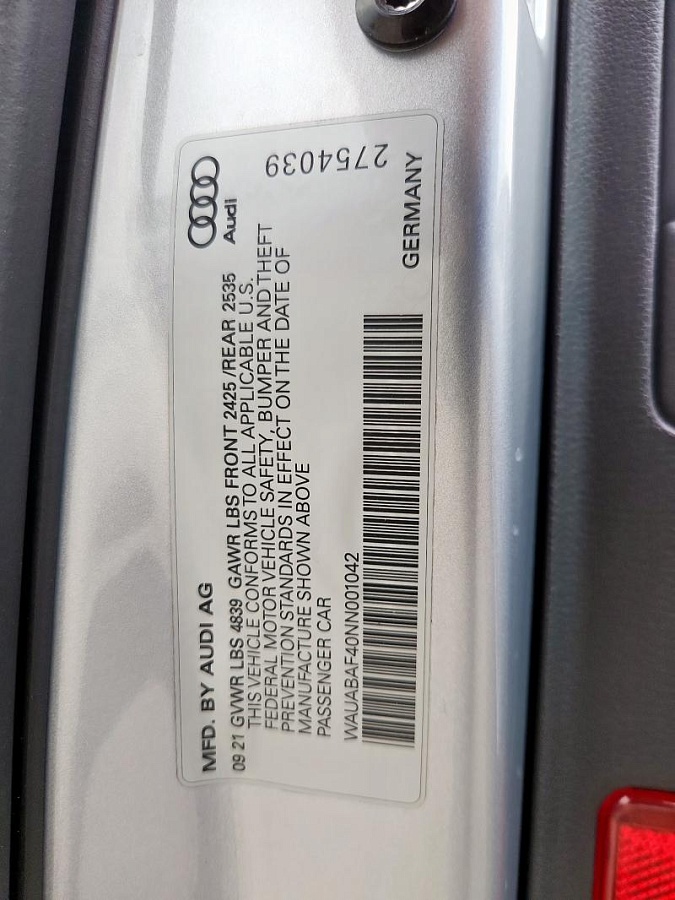 MFD. BY AUDI AG
Audi
09 21 GVWR LBS 4839 GAWR LBS FRONT 2425 /REAR 2535
THIS VEHICLE CONFORMS TO ALL APPLICABLE U.S.
FEDERAL MOTOR VEHICLE SAFETY, BUMPER AND THEFT
PREVENTION STANDARDS IN EFFECT ON THE DATE OF
MANUFACTURE SHOWN ABOVE
PASSENGER CAR
2754039
WAUABAF40NN001042
GERMANY